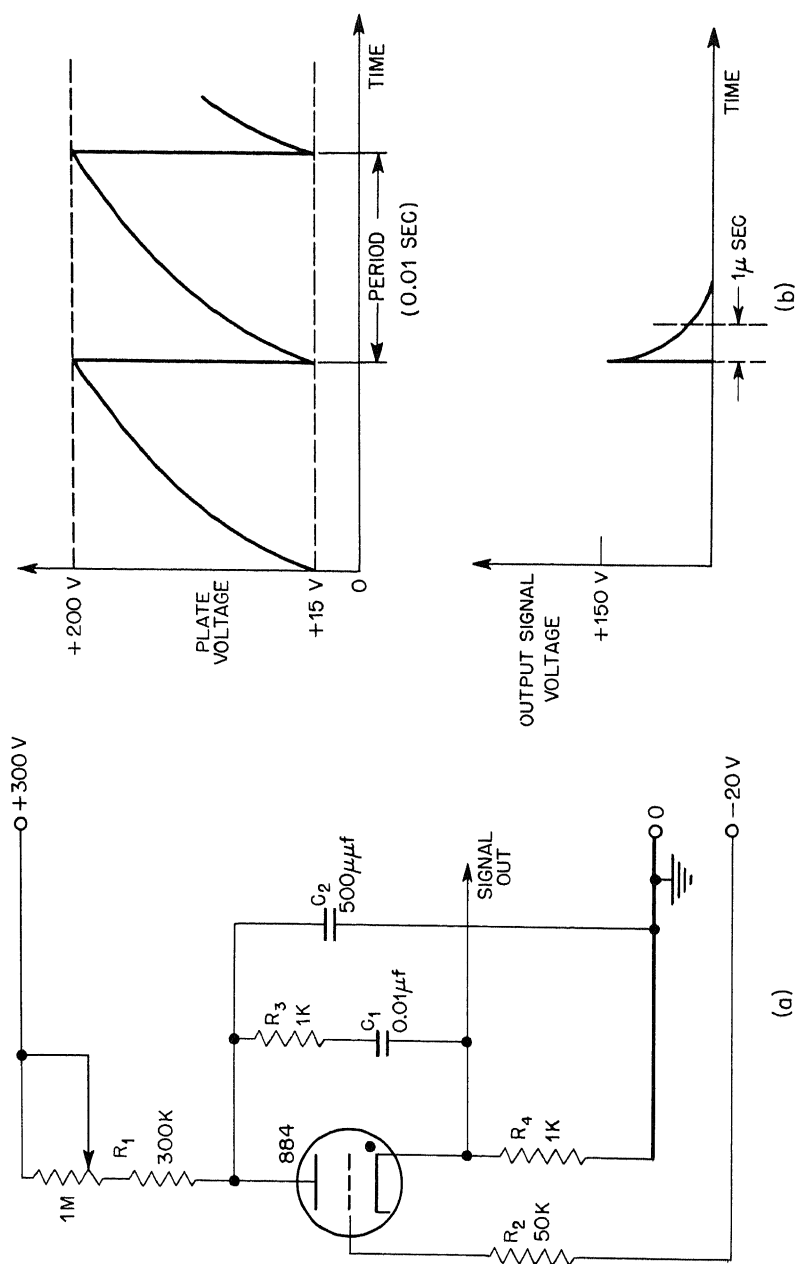 +300V
1M
R1
300K
884
R3
1K
C1
0.01µf
C2
500µµf
SIGNAL
OUT
R4
1K
R2
50K
0
−20 V
(a)
+200 V
PLATE
VOLTAGE
+15 V
0
TIME
PERIOD
(0.01 SEC)
OUTPUT SIGNAL
VOLTAGE
+150 V
TIME
1µ SEC
(b)